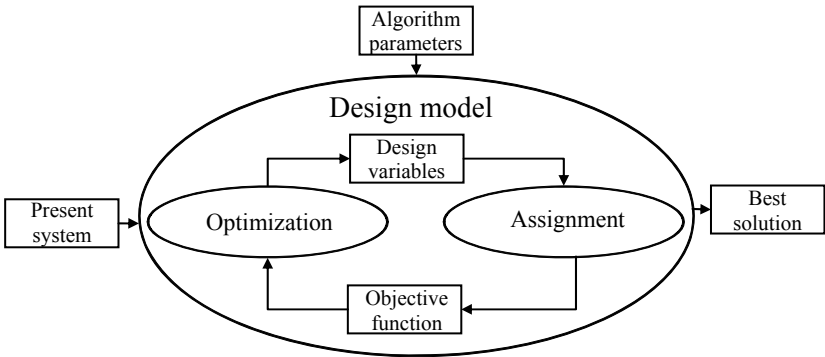 Algorithm
parameters
Design model
Design
variables
Present
system
Optimization
Assignment
Best
solution
Objective
function